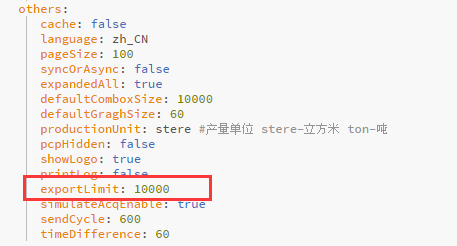 others:
cache: false
language: zh_CN
pageSize: 100
syncOrAsync: false
expandedAll: true
defaultComboxSize: 10000
defaultGraghSize: 60
productionUnit: stere #产量单位 stere-立方米 ton-吨
pcpHidden: false
showLogo: true
printLog: false
exportLimit: 10000
simulateAcqEnable: true
sendCycle: 600
timeDifference: 60